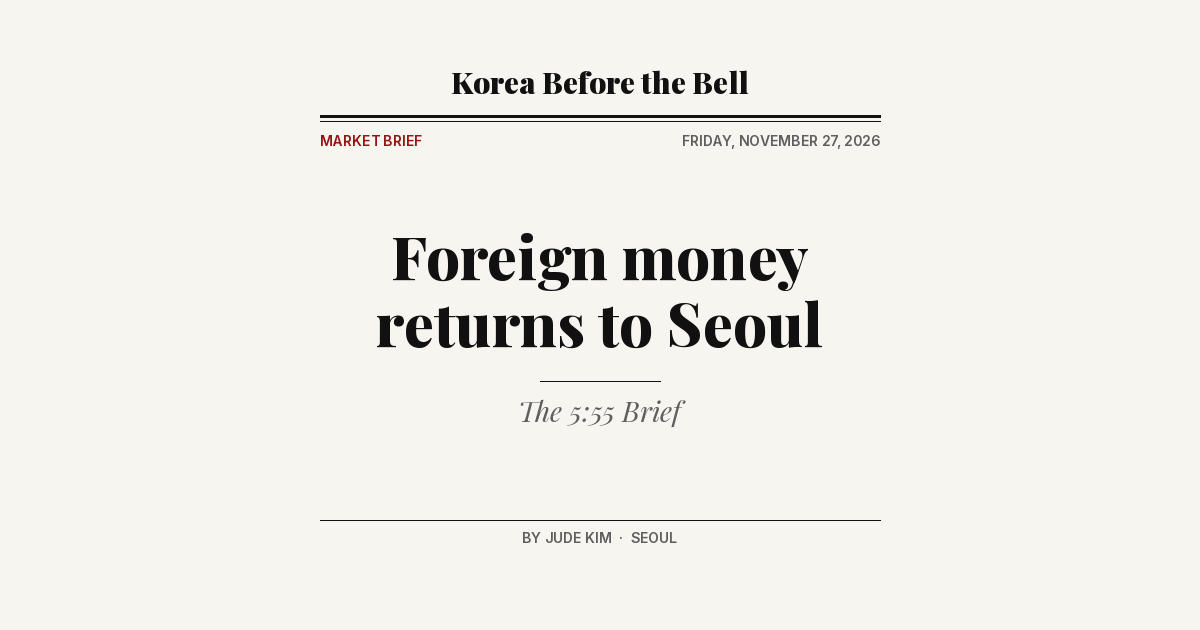 Korea Before the Bell
MARKET BRIEF
FRIDAY, NOVEMBER 27, 2026
Foreign money
returns to Seoul
The 5:55 Brief
BY JUDE KIM · SEOUL